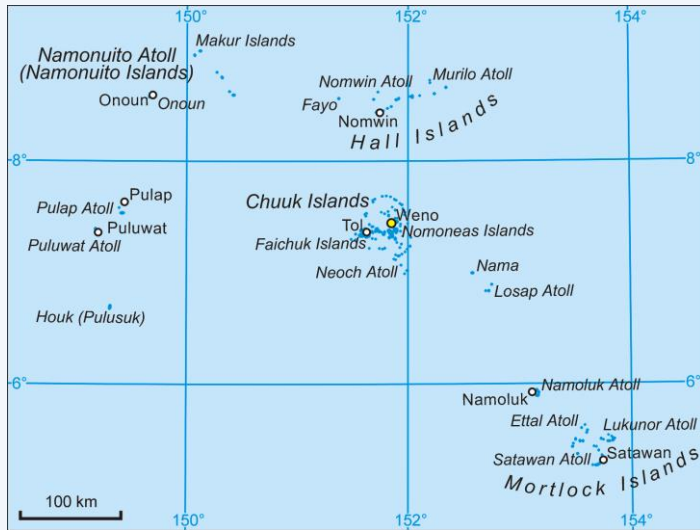 150°
152°
154°
Makur Islands
Namonuito Atoll
(Namonuito Islands)
Onoun
Onoun
Nomwin Atoll
Murilo Atoll
Fayo
Nomwin
Hall Islands
8°
8°
Pulap
Pulap Atoll
Puluwat
Puluwat Atoll
Chuuk Islands
Weno
Tol
Nomoneas Islands
Faichuk Islands
Neoch Atoll
Nama
Losap Atoll
Houk (Pulusuk)
6°
6°
Namoluk Atoll
Namoluk
Ettal Atoll
Lukunor Atoll
Satawan Atoll
Satawan
Mortlock Islands
100 km
150°
152°
154°